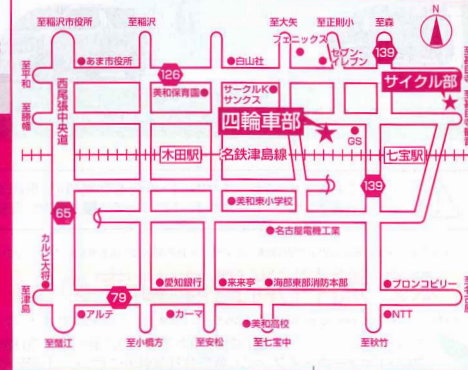 至稲沢市役所
至稲沢
至大矢
至正則小
至森
N
フェニックス
セブン-
イレブン
139
あま市役所
白山社
至平和
126
サークルK
サンクス
美和保育園
サイクル部
西尾張中央道
至勝幡
四輪車部
GS
木田駅
名鉄津島線
七宝駅
139
65
美和東小学校
名古屋電機工業
カルビ大将
79
愛知銀行
来来亭
海部東部消防本部
ブロンコビリー
至津島
アルテ
カーマ
美和高校
NTT
至蟹江
至小橋方
至安松
至七宝中
至秋竹